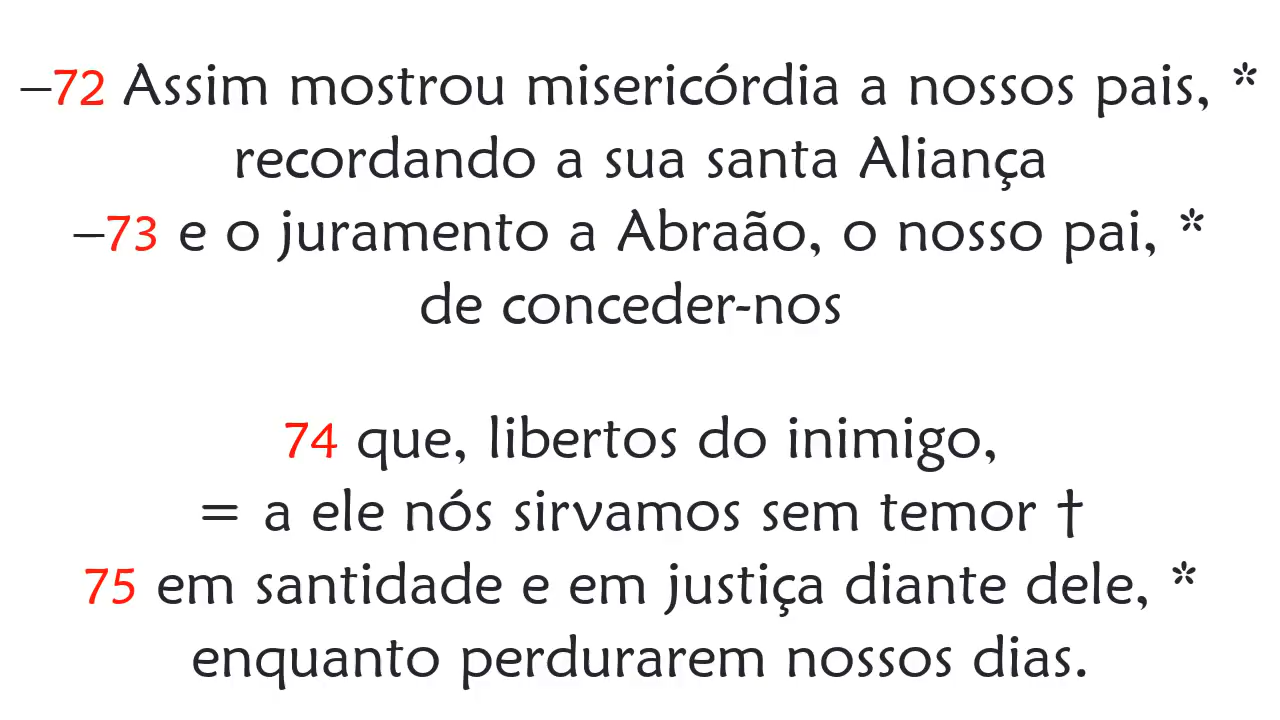 –72 Assim mostrou misericórdia a nossos pais, *
recordando a sua santa Aliança
–73 e o juramento a Abraão, o nosso pai, *
de conceder-nos
74 que, libertos do inimigo,
= a ele nós sirvamos sem temor †
75 em santidade e em justiça diante dele, *
enquanto perdurarem nossos dias.